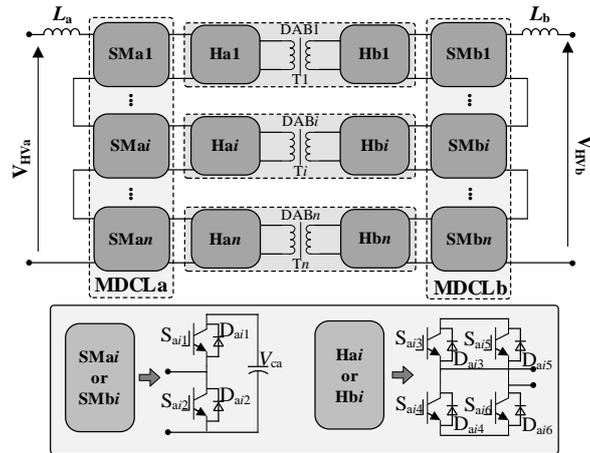 La
Lb
DAB1
SMa1
Ha1
Hb1
SMb1
T1
VHVa
VHVb
DABi
SMai
Hai
Hbi
SMbi
Ti
DABn
SMan
Han
Hbn
SMbn
Tn
MDCLa
MDCLb
SMai
or
SMbi
Sai1
Dai1
Vca
Sai2
Dai2
Hai
or
Hbi
Sai3
Sai5
Dai3
Dai5
Sai4
Sai6
Dai4
Dai6